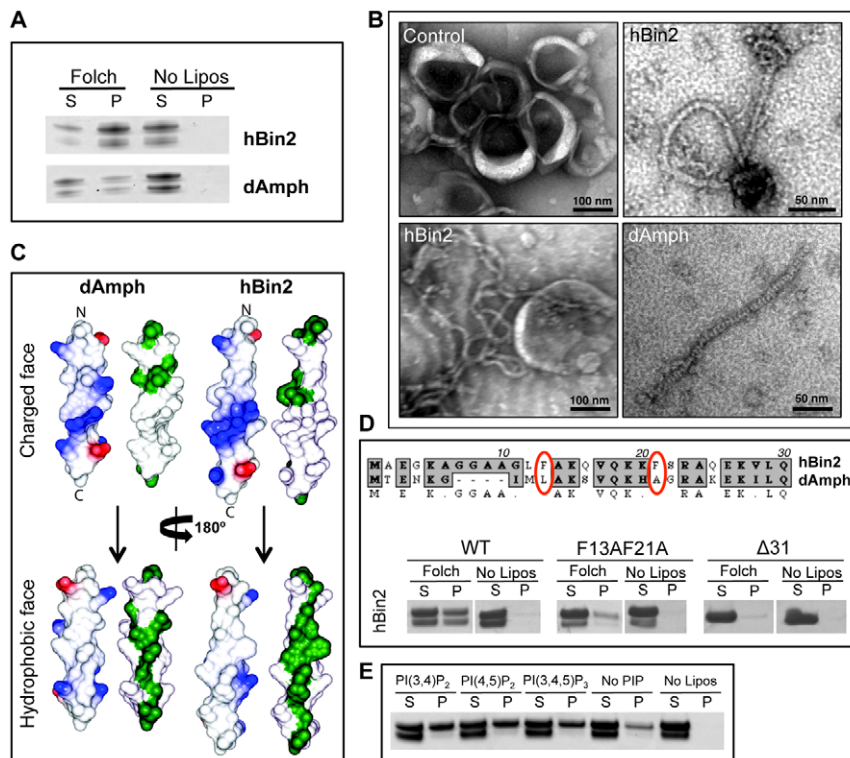 A
Folch No Lipos
S P S P
hBin2
dAmph
B
Control
100 nm
hBin2
50 nm
hBin2
100 nm
dAmph
50 nm
C
dAmph hBin2
N N
Charged face
C C
180º
Hydrophobic face
D
10 20 30
M A E G K A G G A A G L F A K Q V Q K K F S R A Q E K V L Q hBin2
M T E N K G - - - - I M L A K S V Q K H A G R A K E K I L Q dAmph
M E K . G G A A . A K V Q K . R A E K . L Q
WT F13AF21A Δ31
Folch No Lipos Folch No Lipos Folch No Lipos
S P S P S P S P S P S P
hBin2
E
PI(3,4)P2 PI(4,5)P2 PI(3,4,5)P3 No PIP No Lipos
S P S P S P S P S P